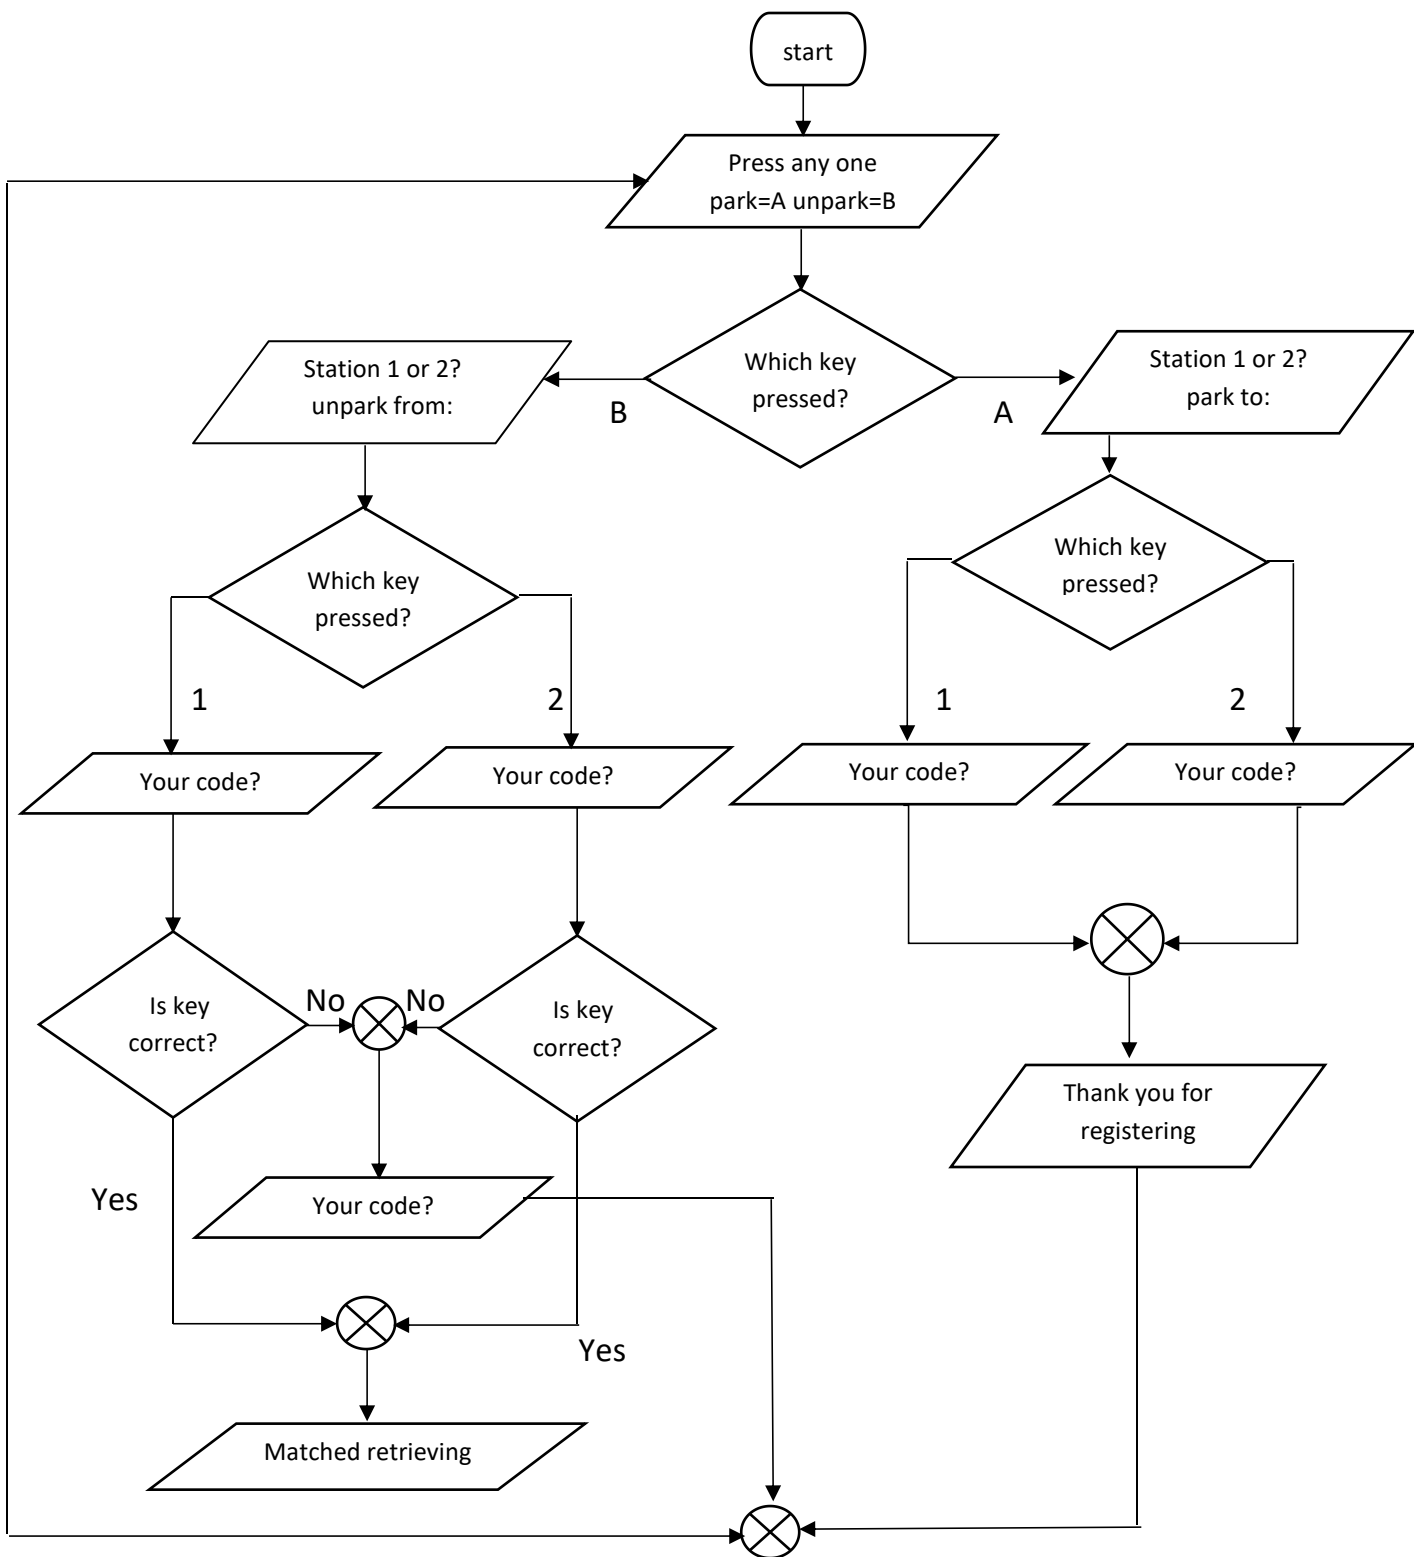 start
Press any one
park=A unpark=B
Which key
pressed?
B
A
Station 1 or 2?
unpark from:
Station 1 or 2?
park to:
Which key
pressed?
Which key
pressed?
1
2
1
2
Your code?
Your code?
Your code?
Your code?
Is key
correct?
No
No
Is key
correct?
Thank you for
registering
Yes
Your code?
Yes
Matched retrieving